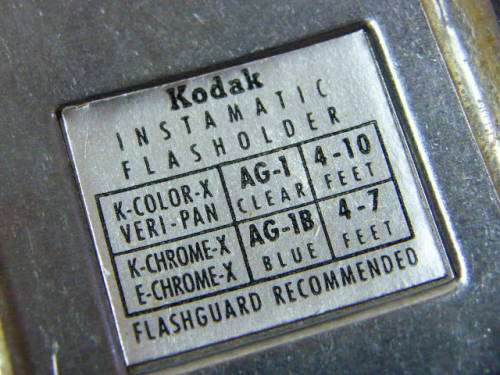 Kodak
INSTAMATIC
FLASHOLDER
K-COLOR-X AG-1 4-10
VERI-PAN CLEAR FEET
K-CHROME-X AG-1B 4-7
E-CHROME-X BLUE FEET
FLASHGUARD RECOMMENDED